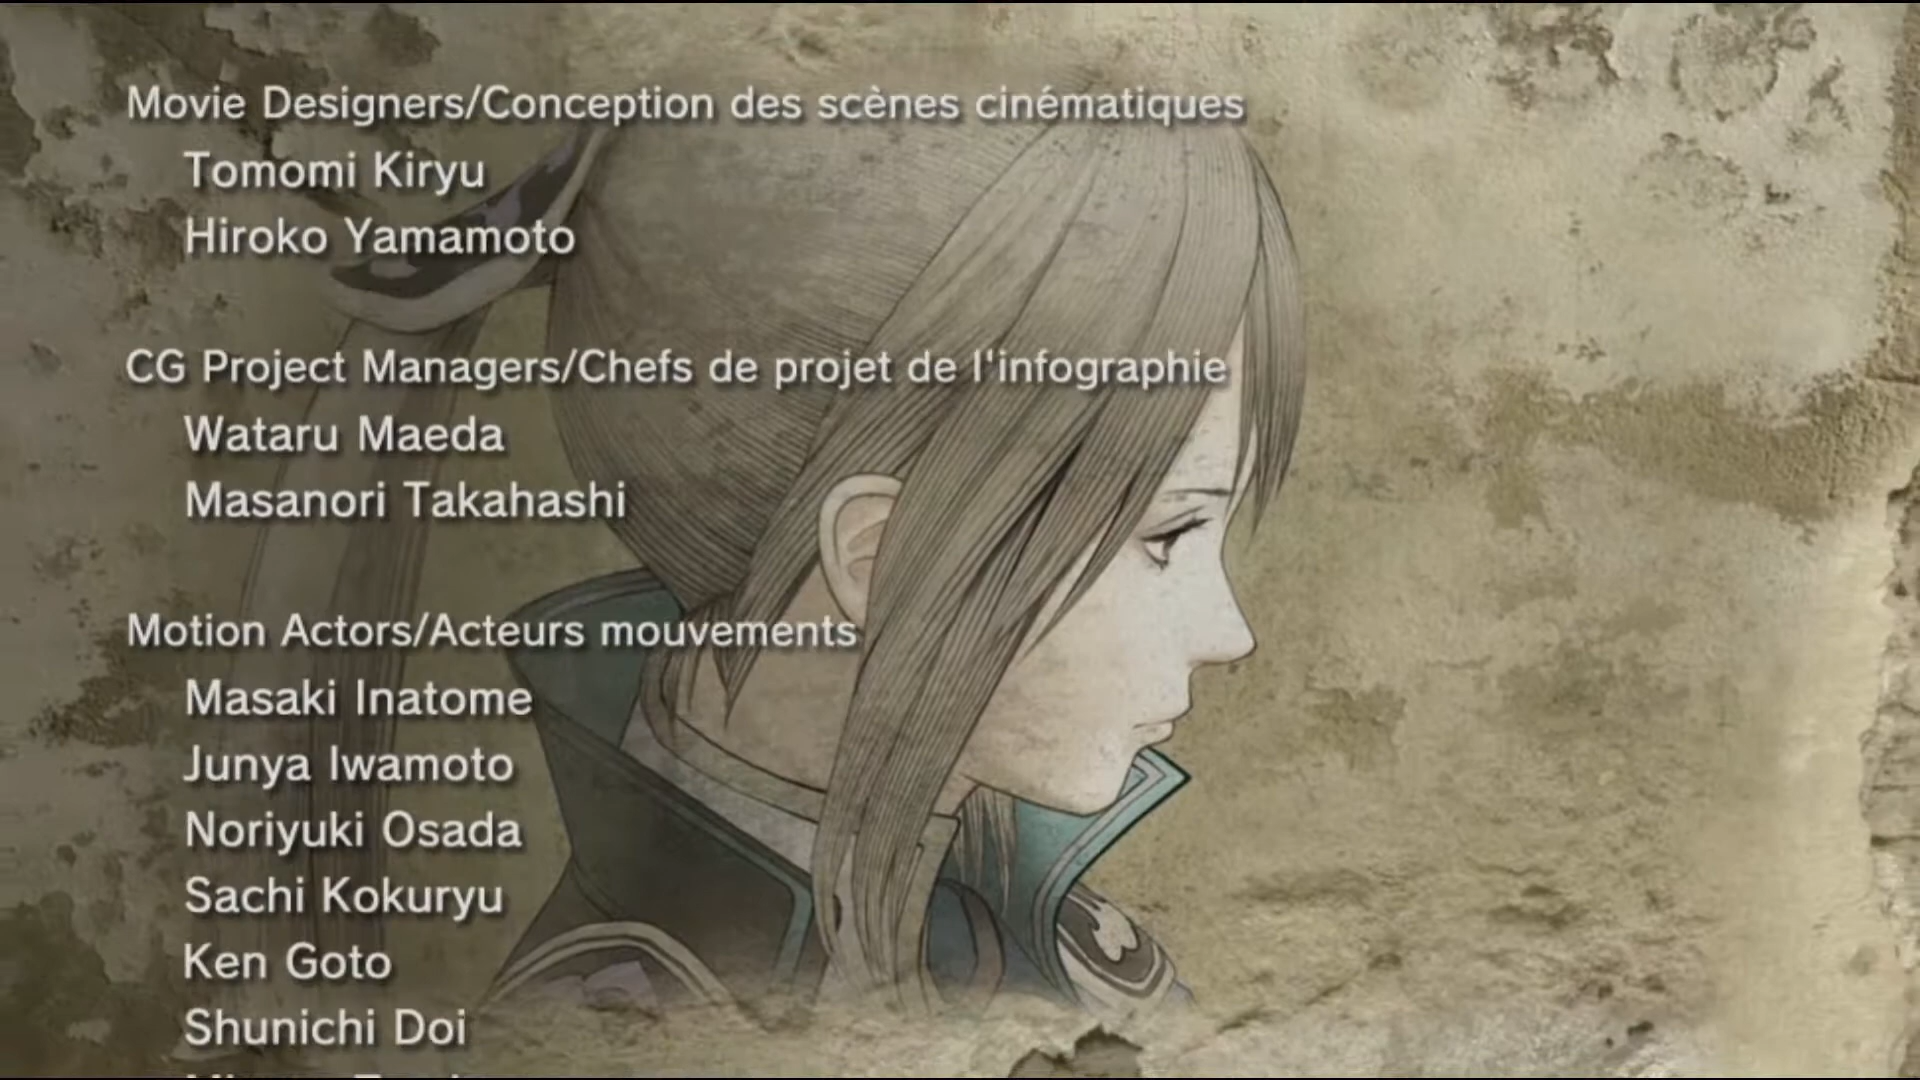 Movie Designers/Conception des scènes cinématiques
Tomomi Kiryu
Hiroko Yamamoto
CG Project Managers/Chefs de projet de l'infographie
Wataru Maeda
Masanori Takahashi
Motion Actors/Acteurs mouvements
Masaki Inatome
Junya Iwamoto
Noriyuki Osada
Sachi Kokuryu
Ken Goto
Shunichi Doi